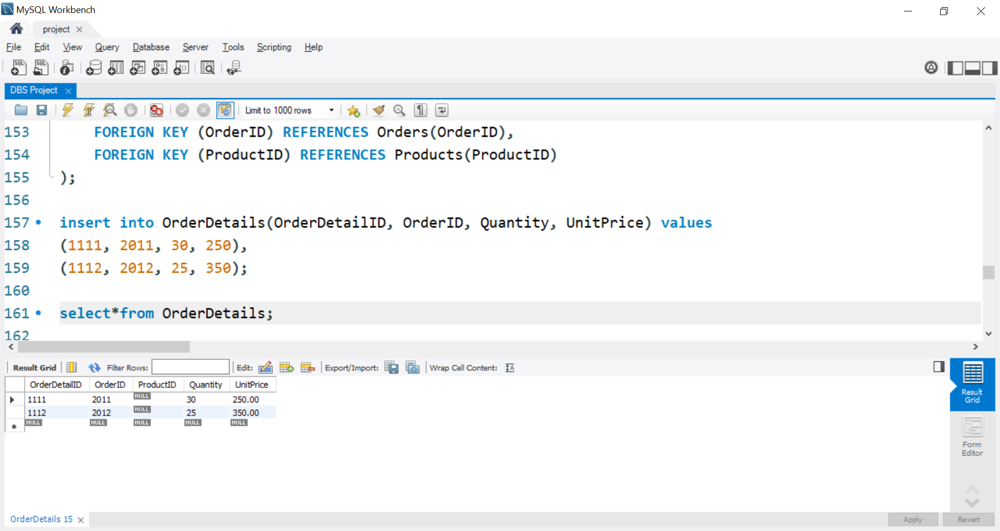 MySQL Workbench
project
File Edit View Query Database Server Tools Scripting Help
DBS Project
Limit to 1000 rows
153 FOREIGN KEY (OrderID) REFERENCES Orders(OrderID),
154 FOREIGN KEY (ProductID) REFERENCES Products(ProductID)
155 );
156
157 insert into OrderDetails(OrderDetailID, OrderID, Quantity, UnitPrice) values
158 (1111, 2011, 30, 250),
159 (1112, 2012, 25, 350);
160
161 select*from OrderDetails;
162
Result Grid Filter Rows: Edit: Export/Import: Wrap Cell Content:
OrderDetailID OrderID ProductID Quantity UnitPrice
1111 2011 NULL 30 250.00
1112 2012 NULL 25 350.00
NULL NULL NULL NULL NULL
Result
Grid
Form
Editor
OrderDetails 15
Apply Revert